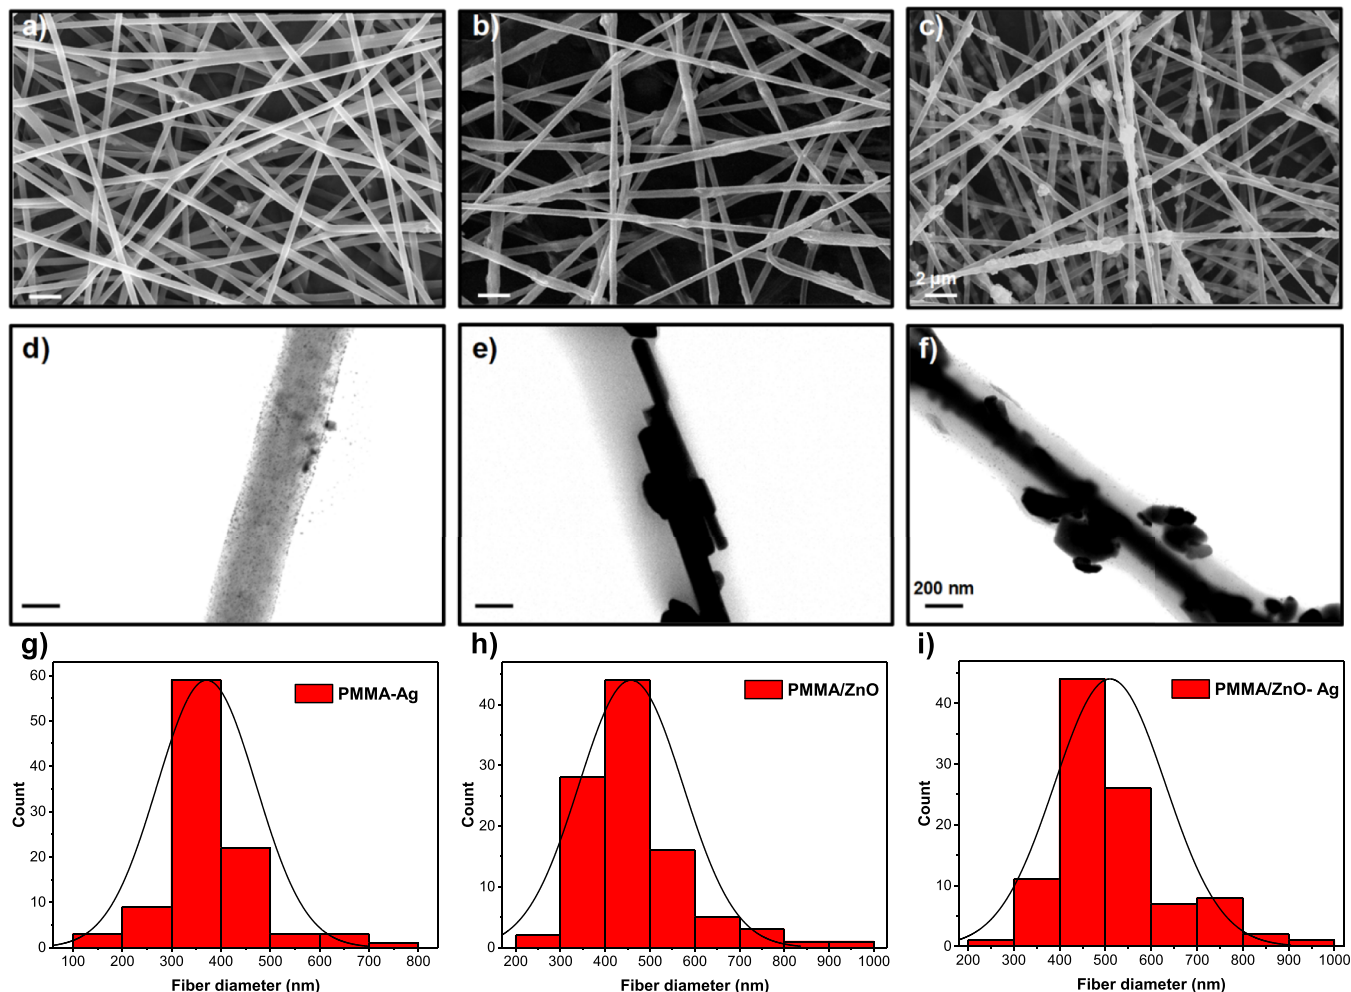 a)
b)
c)
2 µm
d)
e)
f)
200 nm
g)
h)
i)
PMMA-Ag
Count
60
50
40
30
20
10
0
100 200 300 400 500 600 700 800
Fiber diameter (nm)
PMMA/ZnO
Count
40
30
20
10
0
200 300 400 500 600 700 800 900 1000
Fiber diameter (nm)
PMMA/ZnO- Ag
Count
40
30
20
10
0
200 300 400 500 600 700 800 900 1000
Fiber diameter (nm)